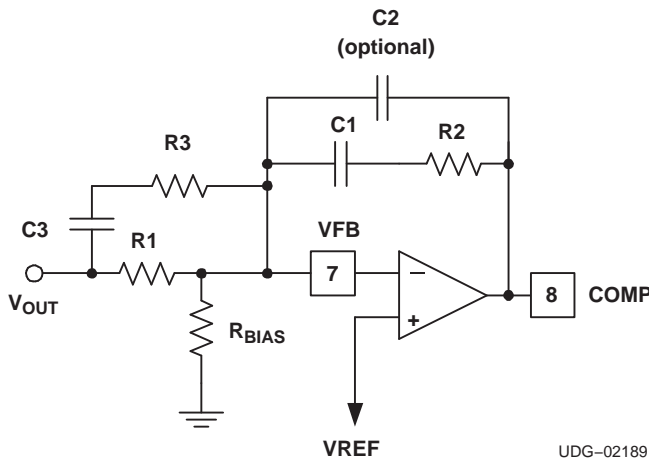 C2
(optional)
C1
R2
R3
C3
R1
VFB
7
−
+
8
COMP
VOUT
RBIAS
VREF
UDG−02189